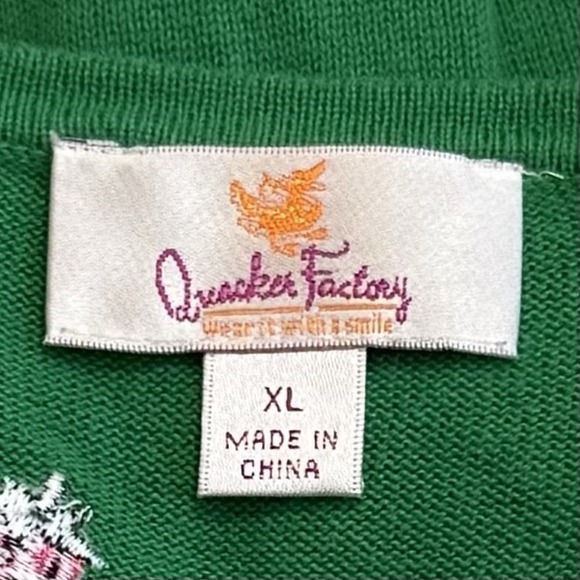 Quacker Factory
wear it with a smile
XL
MADE IN
CHINA